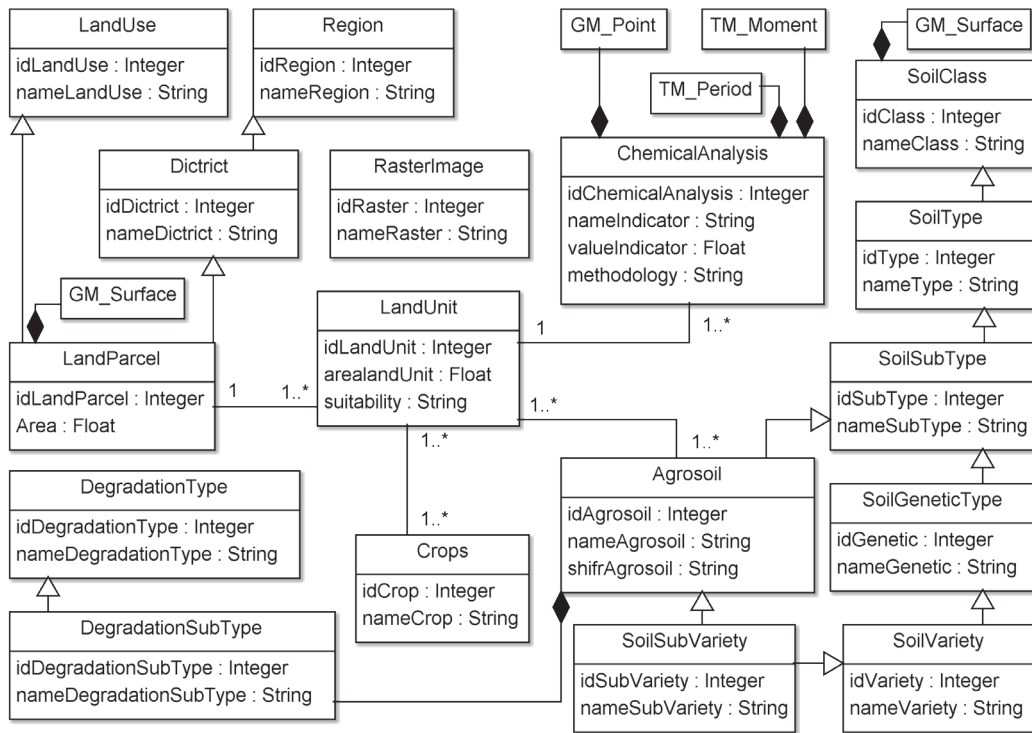 LandUse
idLandUse : Integer
nameLandUse : String
Region
idRegion : Integer
nameRegion : String
GM_Point
TM_Moment
TM_Period
GM_Surface
SoilClass
idClass : Integer
nameClass : String
Dictrict
idDictrict : Integer
nameDictrict : String
RasterImage
idRaster : Integer
nameRaster : String
ChemicalAnalysis
idChemicalAnalysis : Integer
nameIndicator : String
valueIndicator : Float
methodology : String
SoilType
idType : Integer
nameType : String
GM_Surface
LandParcel
idLandParcel : Integer
Area : Float
1
1..*
LandUnit
idLandUnit : Integer
arealandUnit : Float
suitability : String
1
1..*
1..*
1..*
1..*
1..*
SoilSubType
idSubType : Integer
nameSubType : String
DegradationType
idDegradationType : Integer
nameDegradationType : String
Crops
idCrop : Integer
nameCrop : String
Agrosoil
idAgrosoil : Integer
nameAgrosoil : String
shifrAgrosoil : String
SoilGeneticType
idGenetic : Integer
nameGenetic : String
DegradationSubType
idDegradationSubType : Integer
nameDegradationSubType : String
SoilSubVariety
idSubVariety : Integer
nameSubVariety : String
SoilVariety
idVariety : Integer
nameVariety : String